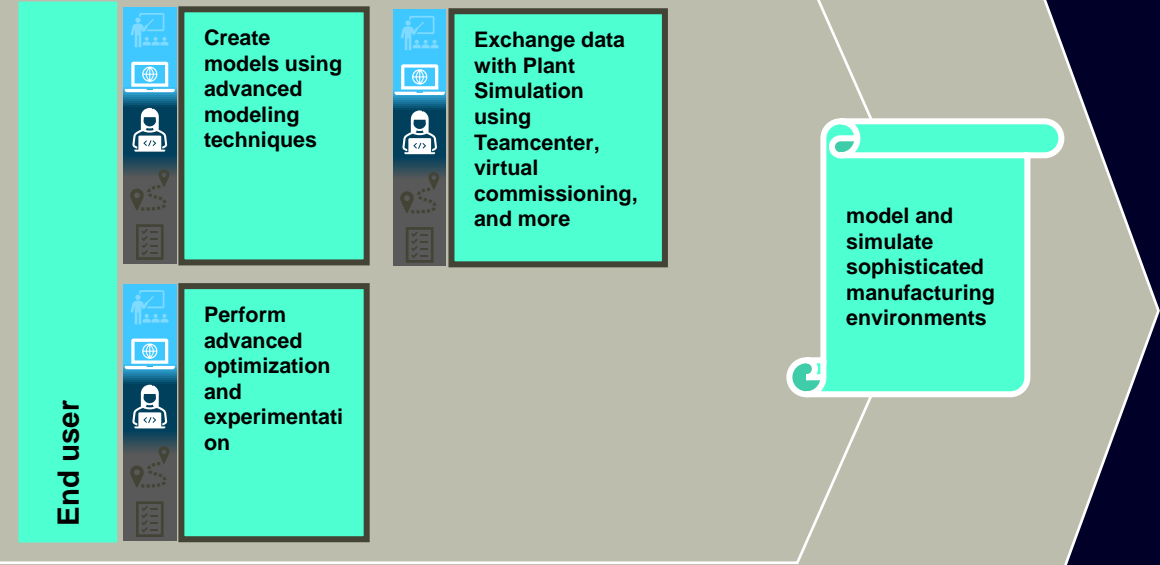 End user
Create
models using
advanced
modeling
techniques
Exchange data
with Plant
Simulation
using
Teamcenter,
virtual
commissioning,
and more
Perform
advanced
optimization
and
experimentati
on
model and
simulate
sophisticated
manufacturing
environments